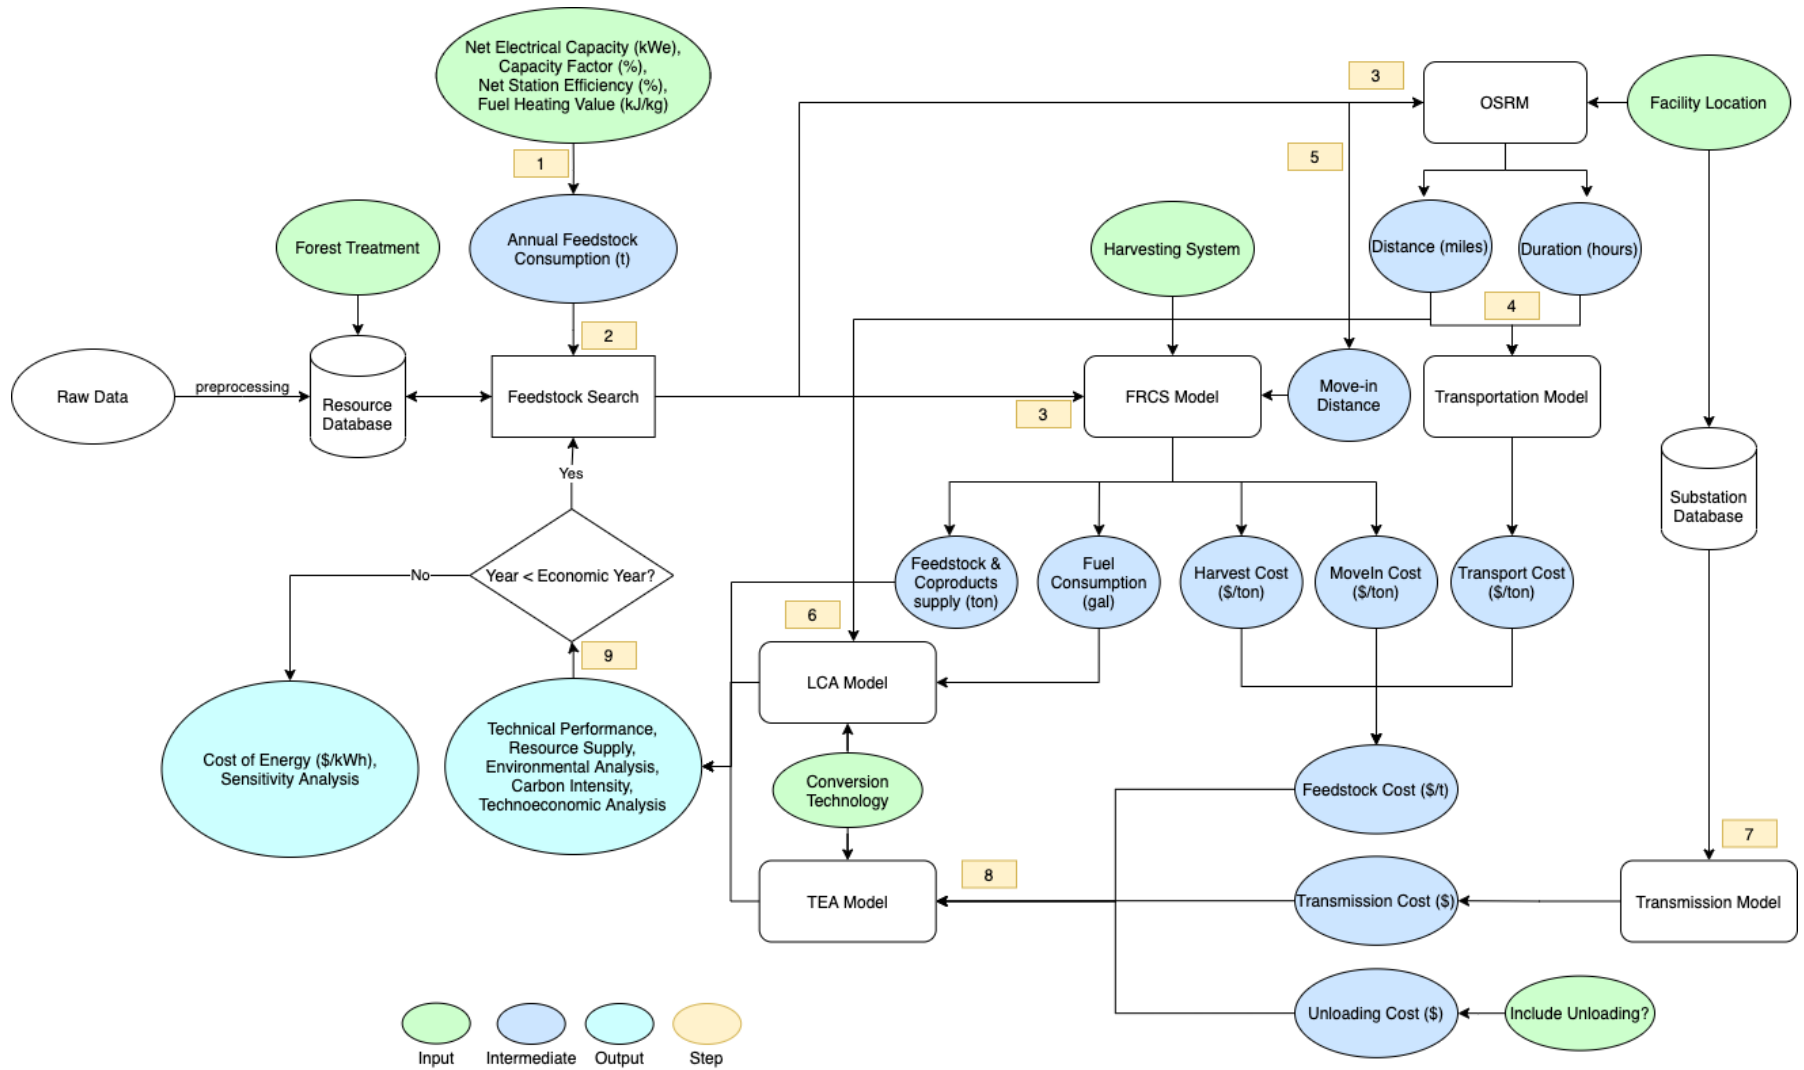 Net Electrical Capacity (kWe),
Capacity Factor (%),
Net Station Efficiency (%),
Fuel Heating Value (kJ/kg)
3
OSRM
Facility Location
1
5
Forest Treatment
Annual Feedstock
Consumption (t)
Harvesting System
Distance (miles)
Duration (hours)
4
2
Raw Data
preprocessing
Resource
Database
Feedstock Search
3
FRCS Model
Move-in
Distance
Transportation Model
Yes
Substation
Database
Year < Economic Year?
No
Feedstock &
Coproducts
supply (ton)
Fuel
Consumption
(gal)
Harvest Cost
($/ton)
MoveIn Cost
($/ton)
Transport Cost
($/ton)
6
9
LCA Model
Cost of Energy ($/kWh),
Sensitivity Analysis
Technical Performance,
Resource Supply,
Environmental Analysis,
Carbon Intensity,
Technoeconomic Analysis
Conversion
Technology
Feedstock Cost ($/t)
7
8
TEA Model
Transmission Cost ($)
Transmission Model
Unloading Cost ($)
Include Unloading?
Input
Intermediate
Output
Step